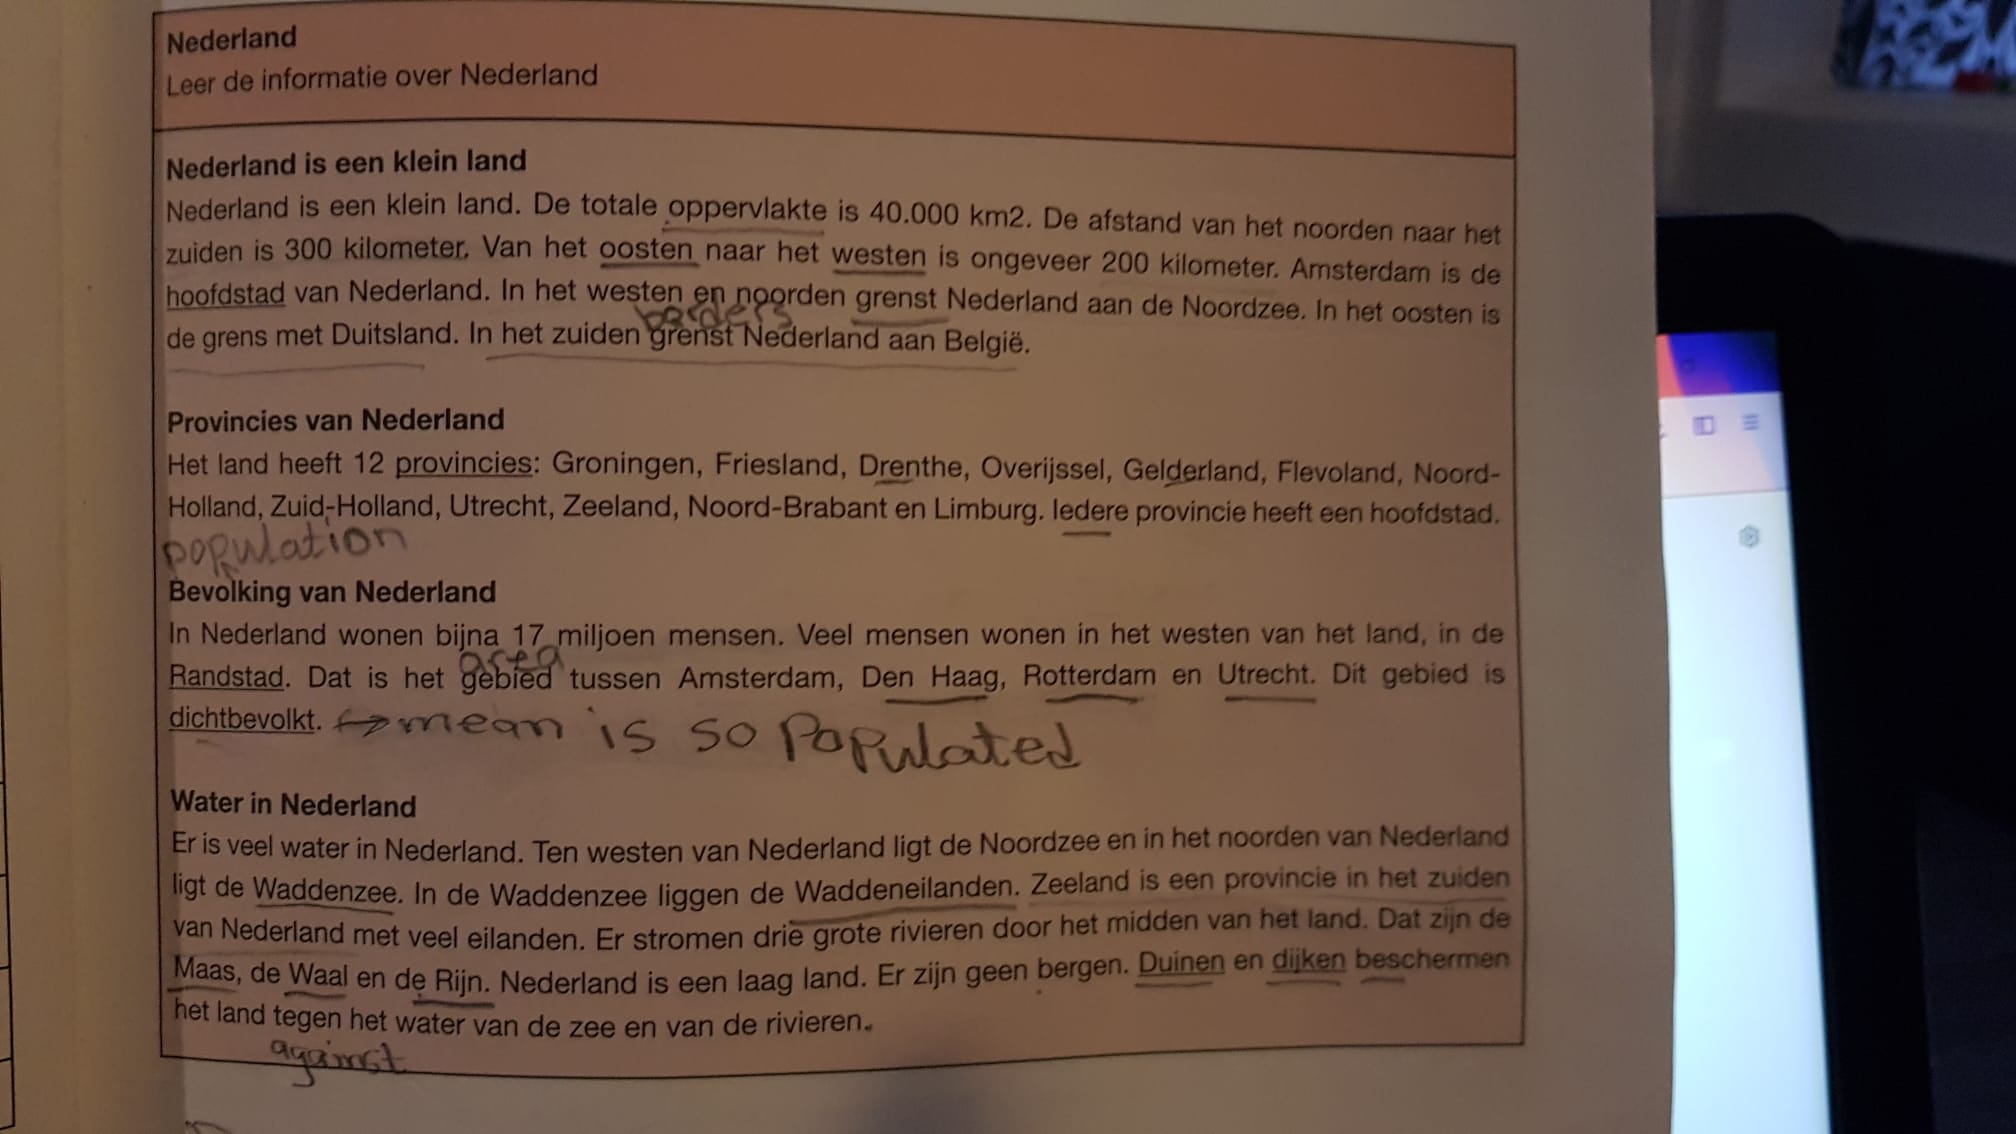 Nederland
Leer de informatie over Nederland
Nederland is een klein land
Nederland is een klein land. De totale oppervlakte is 40.000 km2. De afstand van het noorden naar het
zuiden is 300 kilometer. Van het oosten naar het westen is ongeveer 200 kilometer. Amsterdam is de
hoofdstad van Nederland. In het westen en noorden grenst Nederland aan de Noordzee. In het oosten is
borders
de grens met Duitsland. In het zuiden grenst Nederland aan België.
Provincies van Nederland
Het land heeft 12 provincies: Groningen, Friesland, Drenthe, Overijssel, Gelderland, Flevoland, Noord-
Holland, Zuid-Holland, Utrecht, Zeeland, Noord-Brabant en Limburg. Iedere provincie heeft een hoofdstad.
population
Bevolking van Nederland
In Nederland wonen bijna 17 miljoen mensen. Veel mensen wonen in het westen van het land, in de
area
Randstad. Dat is het gebied tussen Amsterdam, Den Haag, Rotterdam en Utrecht. Dit gebied is
dichtbevolkt. ↔ mean is so Populated
Water in Nederland
Er is veel water in Nederland. Ten westen van Nederland ligt de Noordzee en in het noorden van Nederland
ligt de Waddenzee. In de Waddenzee liggen de Waddeneilanden. Zeeland is een provincie in het zuiden
van Nederland met veel eilanden. Er stromen drie grote rivieren door het midden van het land. Dat zijn de
Maas, de Waal en de Rijn. Nederland is een laag land. Er zijn geen bergen. Duinen en dijken beschermen
het land tegen het water van de zee en van de rivieren.
against